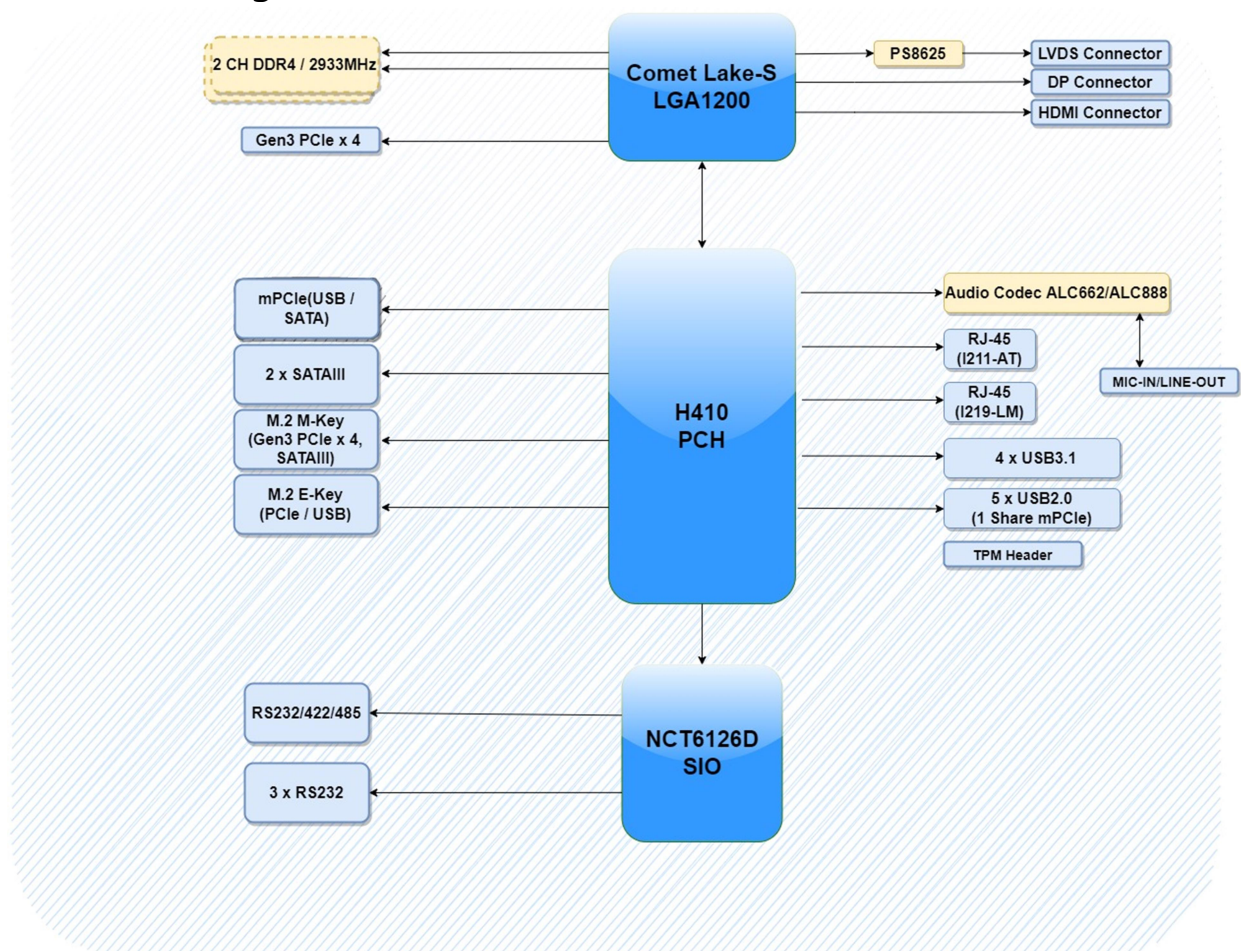 2 CH DDR4 / 2933MHz
Gen3 PCIe x 4
Comet Lake-S
LGA1200
PS8625
LVDS Connector
DP Connector
HDMI Connector
mPCIe(USB /
SATA)
2 x SATAIII
M.2 M-Key
(Gen3 PCIe x 4,
SATAIII)
M.2 E-Key
(PCIe / USB)
H410
PCH
Audio Codec ALC662/ALC888
RJ-45
(I211-AT)
MIC-IN/LINE-OUT
RJ-45
(I219-LM)
4 x USB3.1
5 x USB2.0
(1 Share mPCIe)
TPM Header
RS232/422/485
3 x RS232
NCT6126D
SIO